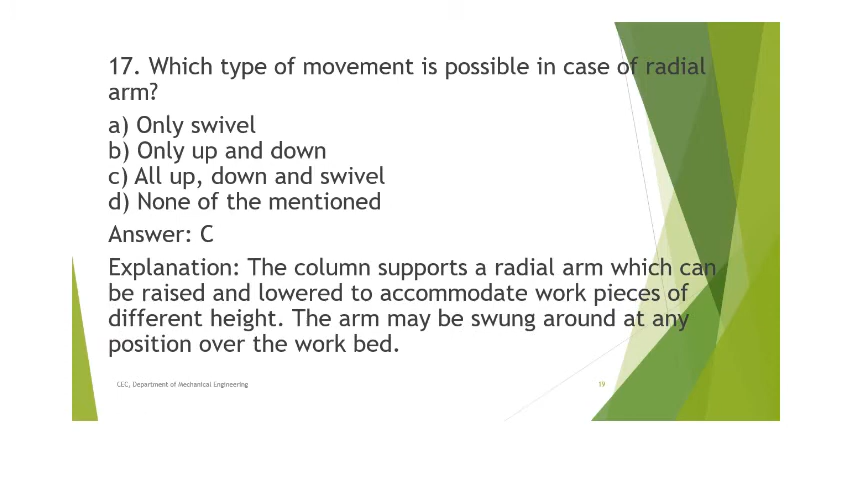 17. Which type of movement is possible in case of radial
arm?
a) Only swivel
b) Only up and down
c) All up, down and swivel
d) None of the mentioned
Answer: C
Explanation: The column supports a radial arm which can
be raised and lowered to accommodate work pieces of
different height. The arm may be swung around at any
position over the work bed.
CEC, Department of Mechanical Engineering
19